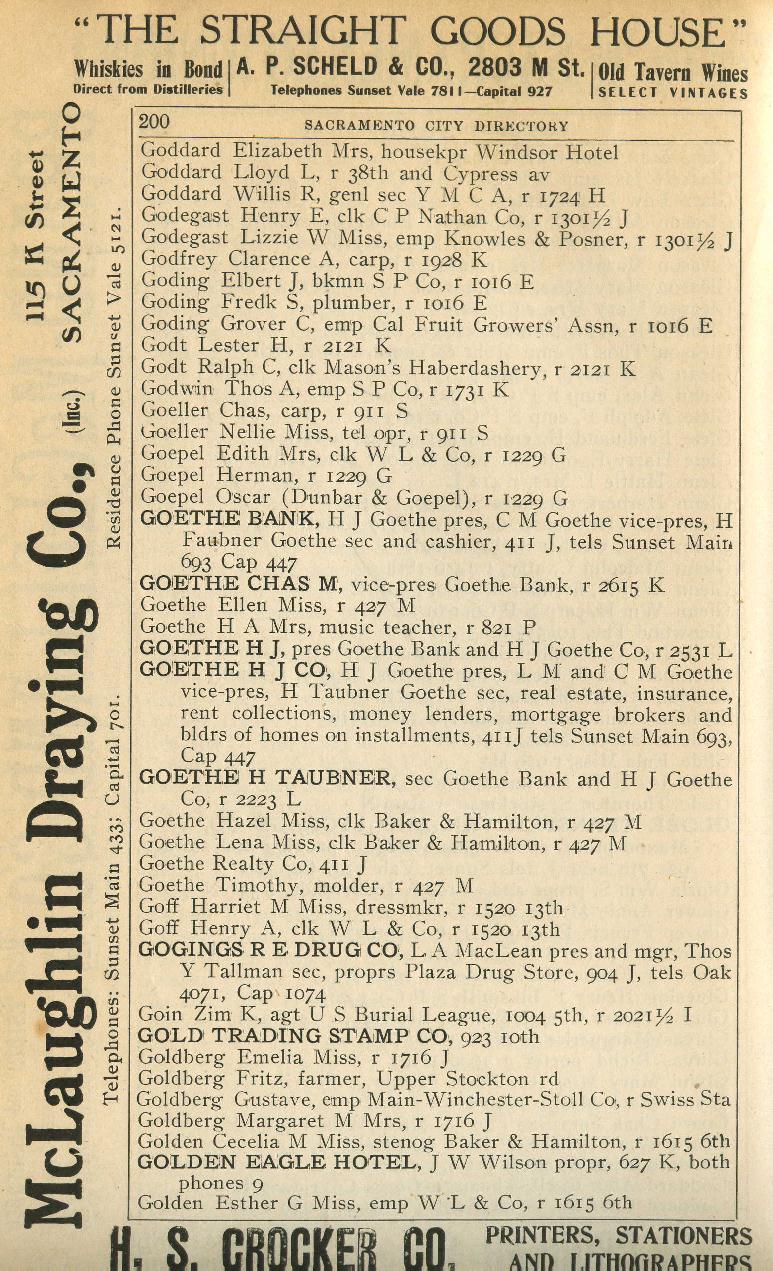 "THE STRAIGHT GOODS HOUSE"
Whiskies in Bond
Direct from Distilleries
A. P. SCHELD & CO., 2803 M St.
Telephones Sunset Vale 7811—Capital 927
Old Tavern Wines
SELECT VINTAGES
McLaughlin Draying Co., (Inc.) 115 K Street SACRAMENTO
Telephones: Sunset Main 433; Capital 701. Residence Phone Sunset Vale 5121.
200 SACRAMENTO CITY DIRECTORY
Goddard Elizabeth Mrs, housekpr Windsor Hotel
Goddard Lloyd L, r 38th and Cypress av
Goddard Willis R, genl sec Y M C A, r 1724 H
Godegast Henry E, clk C P Nathan Co, r 1301½ J
Godegast Lizzie W Miss, emp Knowles & Posner, r 1301½ J
Godfrey Clarence A, carp, r 1928 K
Goding Elbert J, bkmn S P Co, r 1016 E
Goding Fredk S, plumber, r 1016 E
Goding Grover C, emp Cal Fruit Growers' Assn, r 1016 E
Godt Lester H, r 2121 K
Godt Ralph C, clk Mason's Haberdashery, r 2121 K
Godwin Thos A, emp S P Co, r 1731 K
Goeller Chas, carp, r 911 S
Goeller Nellie Miss, tel opr, r 911 S
Goepel Edith Mrs, clk W L & Co, r 1229 G
Goepel Herman, r 1229 G
Goepel Oscar (Dunbar & Goepel), r 1229 G
GOETHE BANK, H J Goethe pres, C M Goethe vice-pres, H
Faubner Goethe sec and cashier, 411 J, tels Sunset Main
693 Cap 447
GOETHE CHAS M, vice-pres Goethe Bank, r 2615 K
Goethe Ellen Miss, r 427 M
Goethe H A Mrs, music teacher, r 821 P
GOETHE H J, pres Goethe Bank and H J Goethe Co, r 2531 L
GOETHE H J CO, H J Goethe pres, L M and C M Goethe
vice-pres, H Taubner Goethe sec, real estate, insurance,
rent collections, money lenders, mortgage brokers and
bldrs of homes on installments, 411J tels Sunset Main 693,
Cap 447
GOETHE H TAUBNER, sec Goethe Bank and H J Goethe
Co, r 2223 L
Goethe Hazel Miss, clk Baker & Hamilton, r 427 M
Goethe Lena Miss, clk Baker & Hamilton, r 427 M
Goethe Realty Co, 411 J
Goethe Timothy, molder, r 427 M
Goff Harriet M Miss, dressmkr, r 1520 13th
Goff Henry A, clk W L & Co, r 1520 13th
GOGINGS R E DRUG CO, L A MacLean pres and mgr, Thos
Y Tallman sec, proprs Plaza Drug Store, 904 J, tels Oak
4071, Cap 1074
Goin Zim K, agt U S Burial League, 1004 5th, r 2021½ I
GOLD TRADING STAMP CO, 923 10th
Goldberg Emelia Miss, r 1716 J
Goldberg Fritz, farmer, Upper Stockton rd
Goldberg Gustave, emp Main-Winchester-Stoll Co, r Swiss Sta
Goldberg Margaret M Mrs, r 1716 J
Golden Cecelia M Miss, stenog Baker & Hamilton, r 1615 6th
GOLDEN EAGLE HOTEL, J W Wilson propr, 627 K, both
phones 9
Golden Esther G Miss, emp W L & Co, r 1615 6th
H. S. CROCKER CO.
PRINTERS, STATIONERS
AND LITHOGRAPHERS